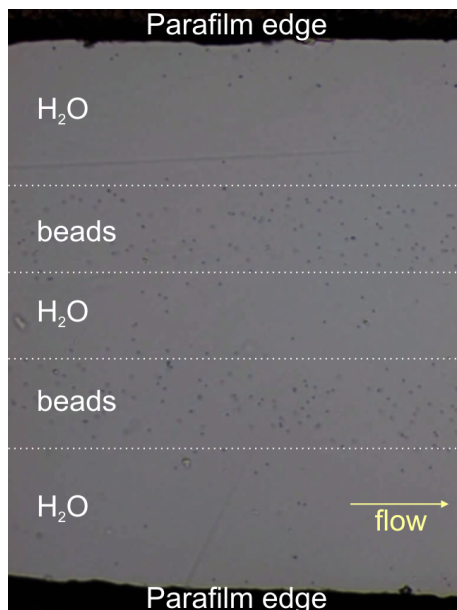 Parafilm edge
H₂O
beads
H₂O
beads
H₂O
flow
Parafilm edge